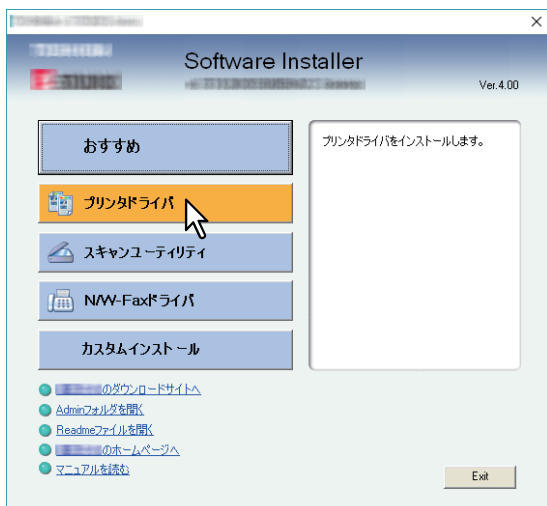 Software Installer
Ver.4.00
おすすめ
プリンタドライバをインストールします。
プリンタドライバ
スキャンユーティリティ
N/W-Faxドライバ
カスタムインストール
のダウンロードサイトへ
Adminフォルダを開く
Readmeファイルを開く
のホームページへ
マニュアルを読む
Exit